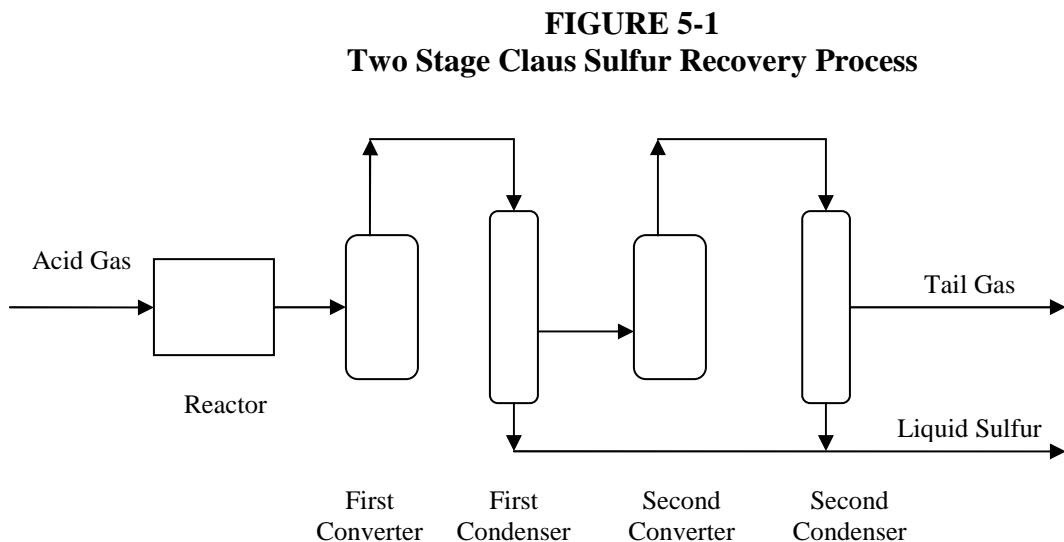 FIGURE 5-1
Two Stage Claus Sulfur Recovery Process
Acid Gas
Tail Gas
Reactor
Liquid Sulfur
First
Converter
First
Condenser
Second
Converter
Second
Condenser